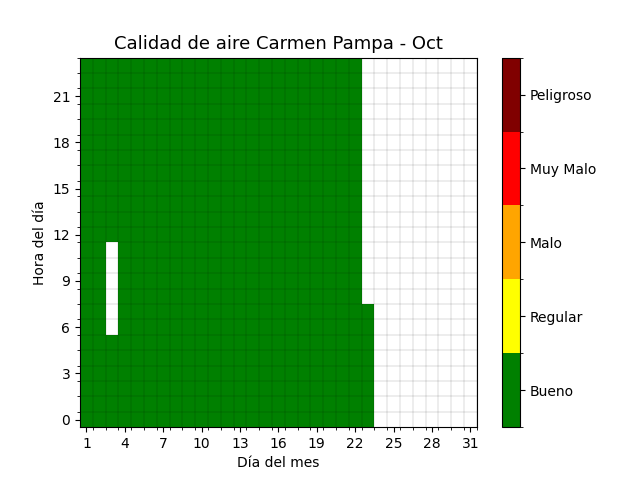 Calidad de aire Carmen Pampa - Oct
21
18
15
12
9
6
3
0
Hora del día
1 4 7 10 13 16 19 22 25 28 31
Día del mes
Peligroso
Muy Malo
Malo
Regular
Bueno